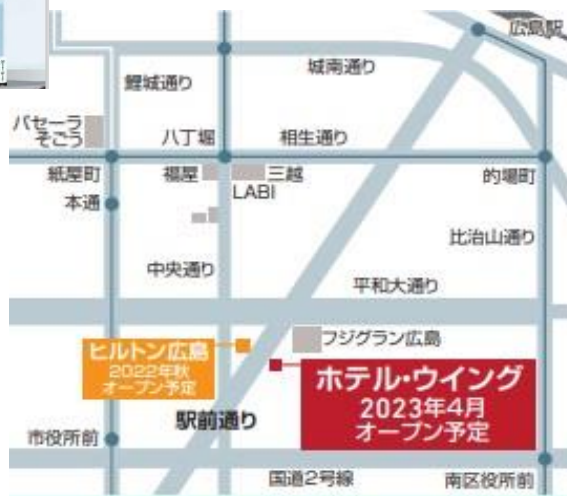 広島駅
城南通り
鯉城通り
パセーラ
そごう
八丁堀
相生通り
紙屋町
福屋
三越
LABI
的場町
本通
比治山通り
中央通り
平和大通り
フジグラン広島
ヒルトン広島
2022年秋
オープン予定
ホテル・ウイング
2023年4月
オープン予定
駅前通り
市役所前
国道2号線
南区役所前